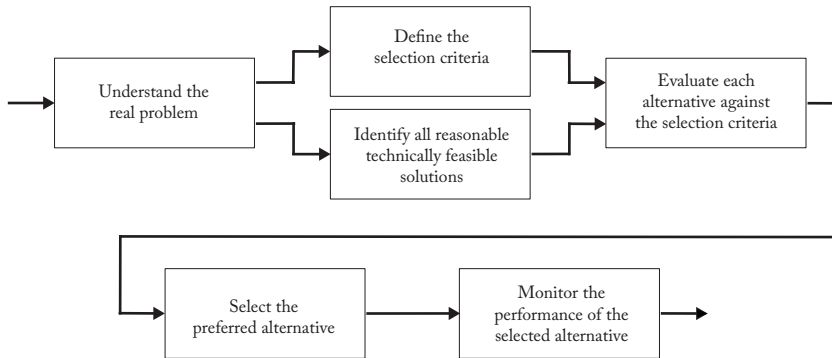 Understand the
real problem
Define the
selection criteria
Identify all reasonable
technically feasible
solutions
Evaluate each
alternative against
the selection criteria
Select the
preferred alternative
Monitor the
performance of the
selected alternative